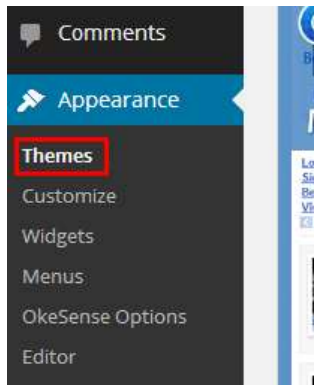 Comments
Appearance
Themes
Customize
Widgets
Menus
OkeSense Options
Editor